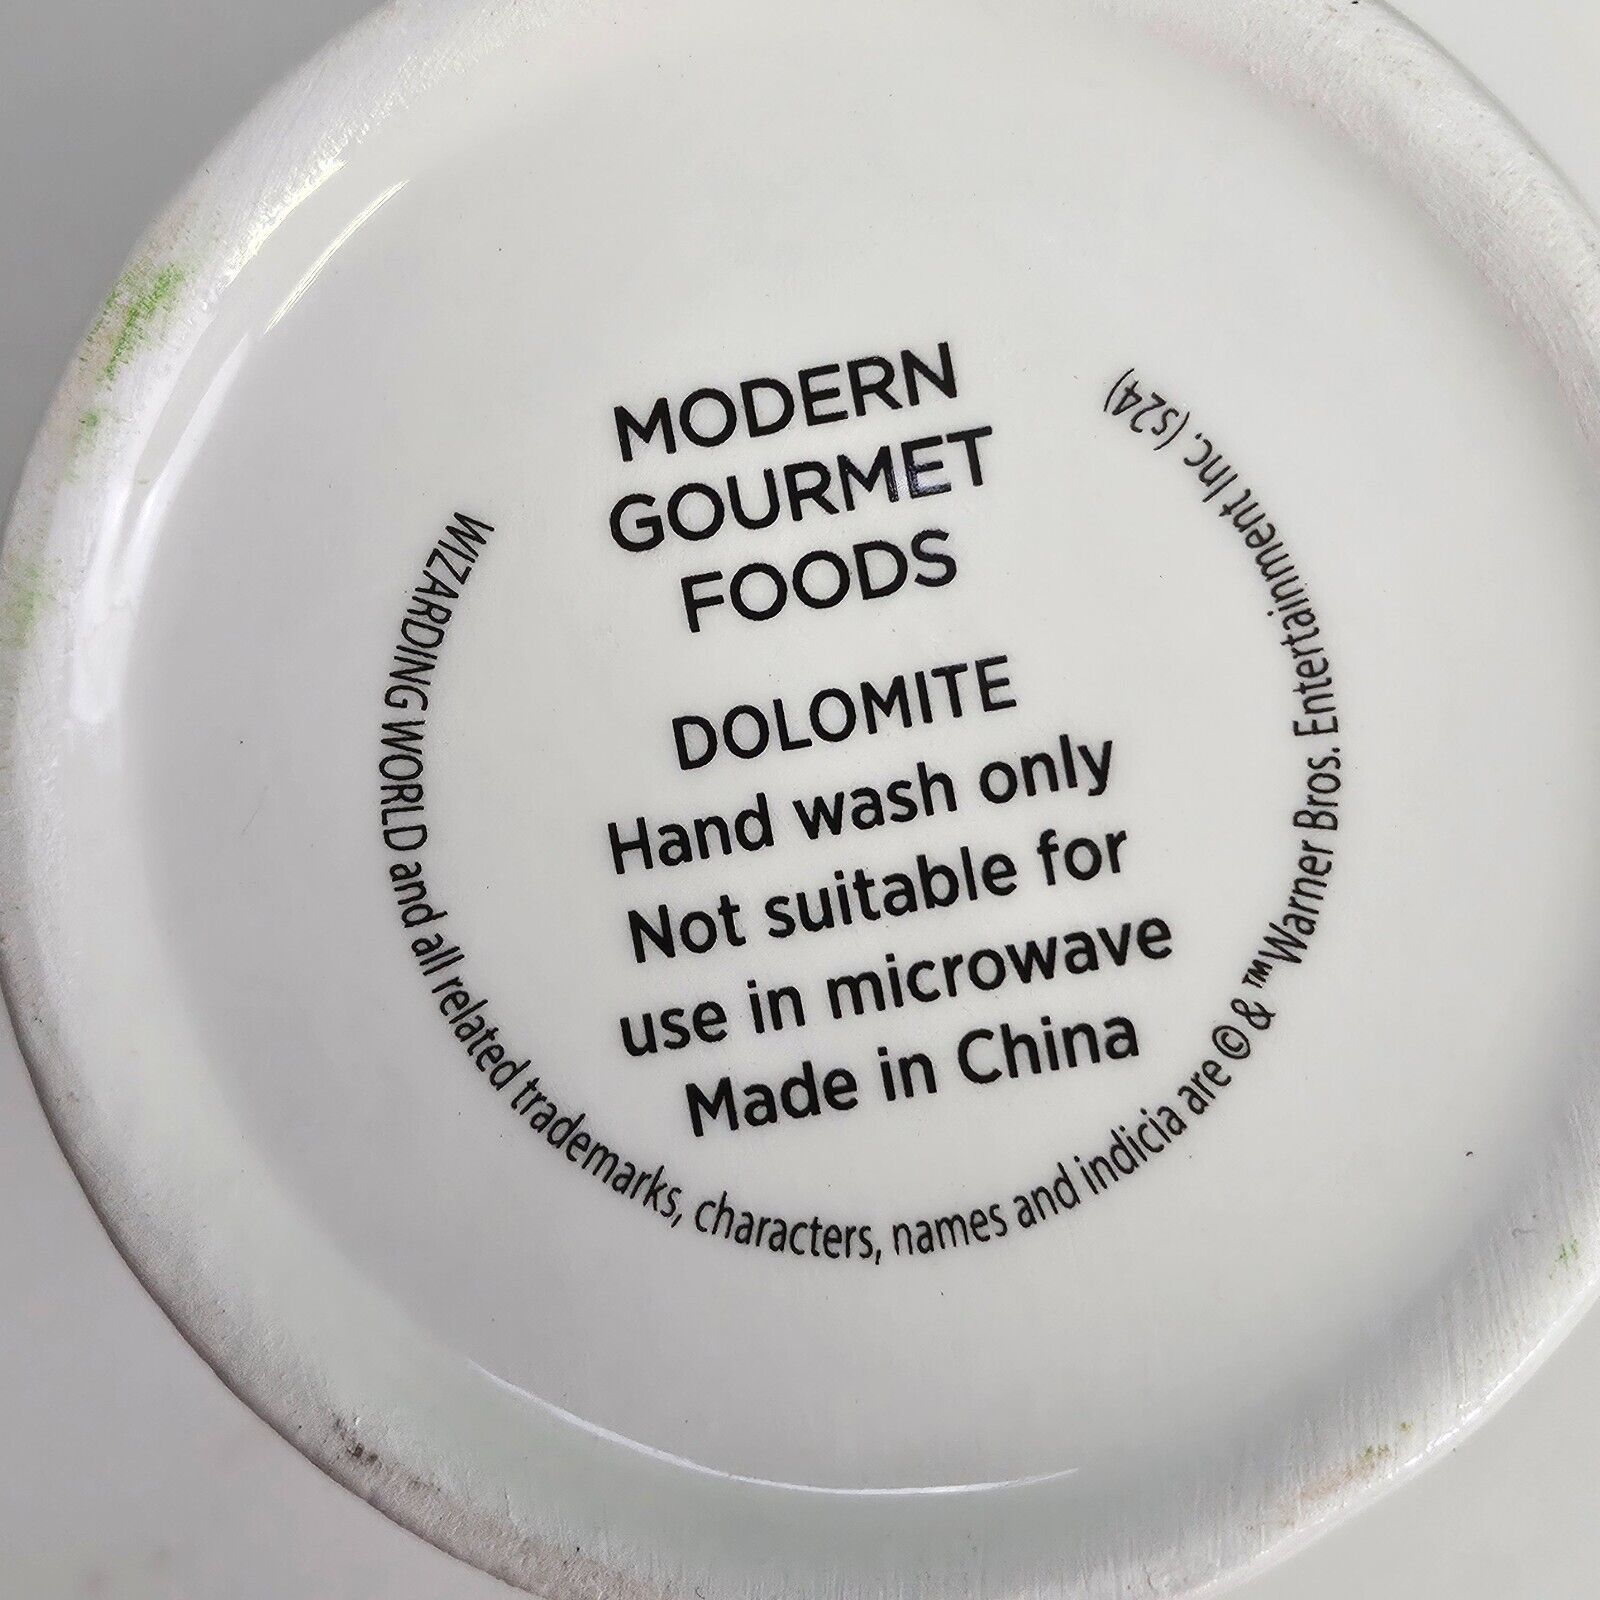 MODERN
GOURMET
FOODS
DOLOMITE
Hand wash only
Not suitable for
use in microwave
Made in China
WIZARDING WORLD and all related trademarks, characters, names and indicia are © & ™ Warner Bros. Entertainment Inc. (s24)